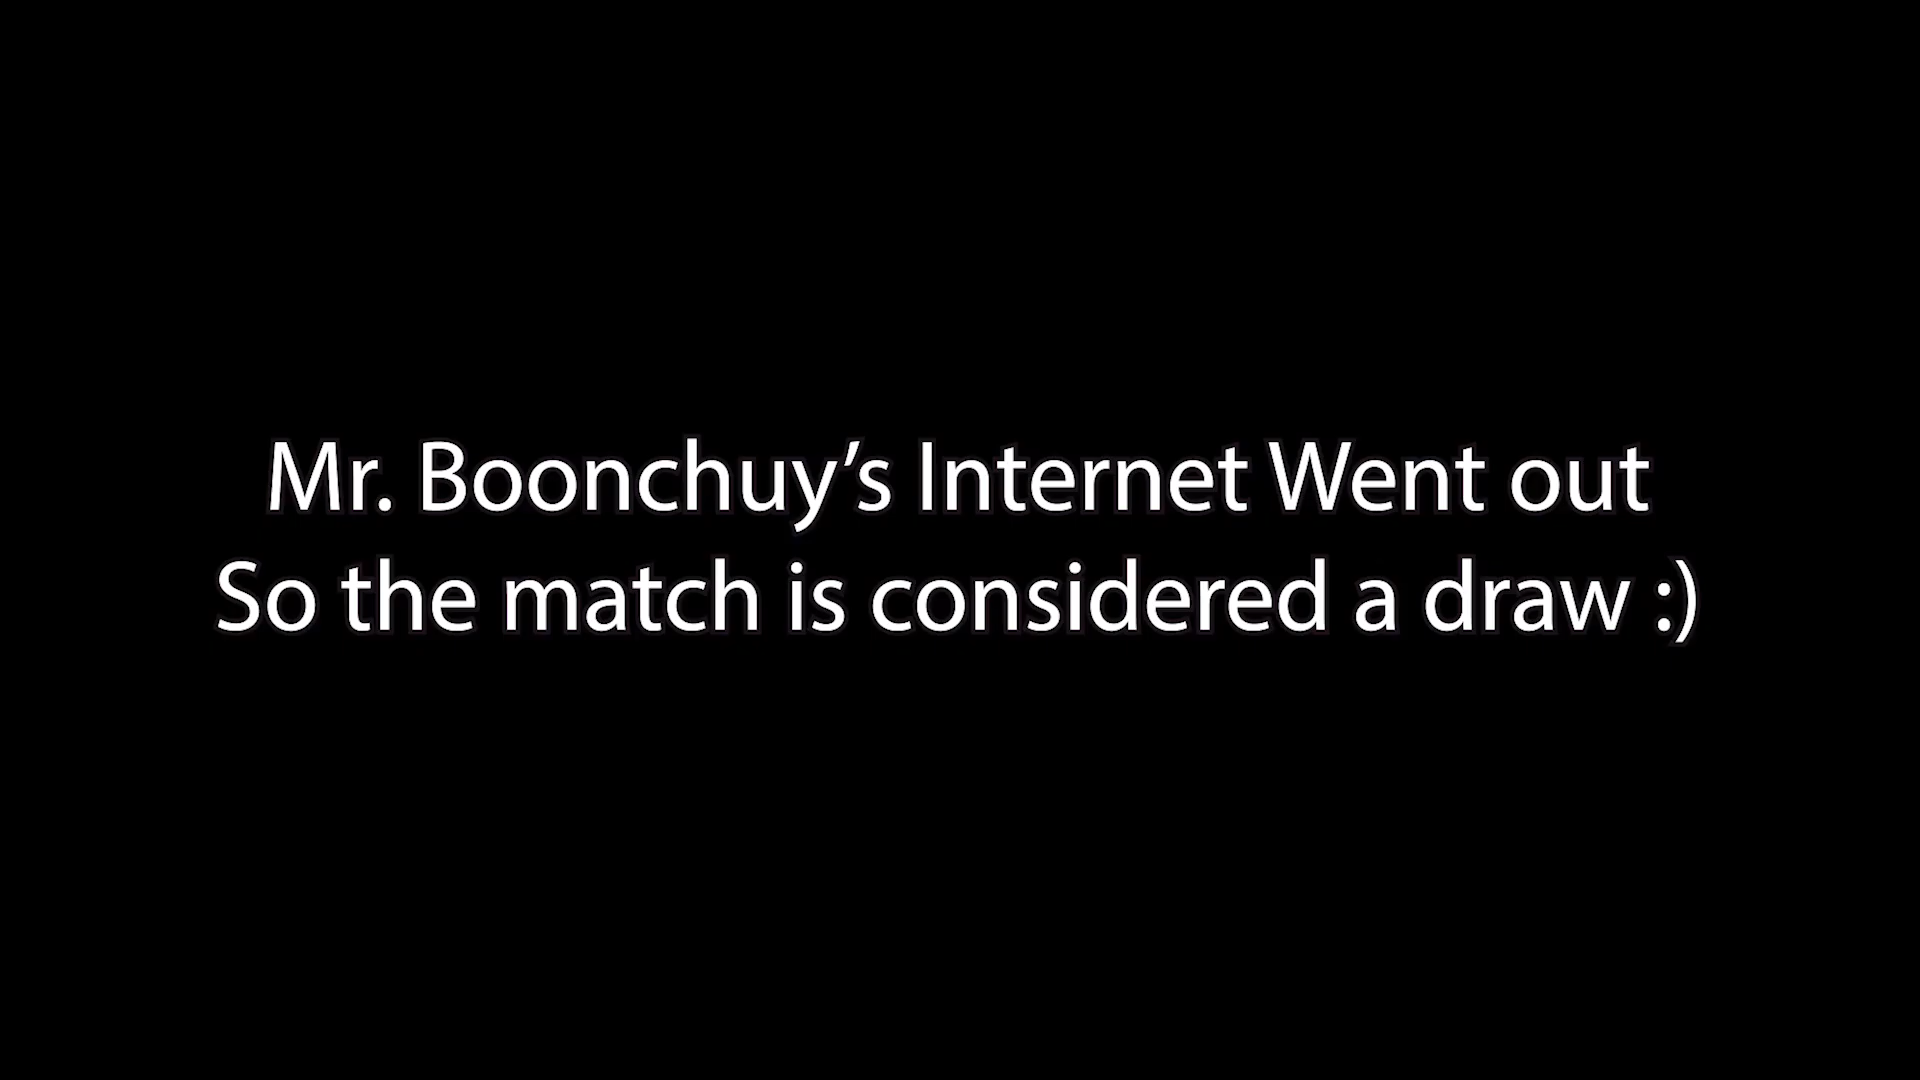 Mr. Boonchuy’s Internet Went out
So the match is considered a draw :)